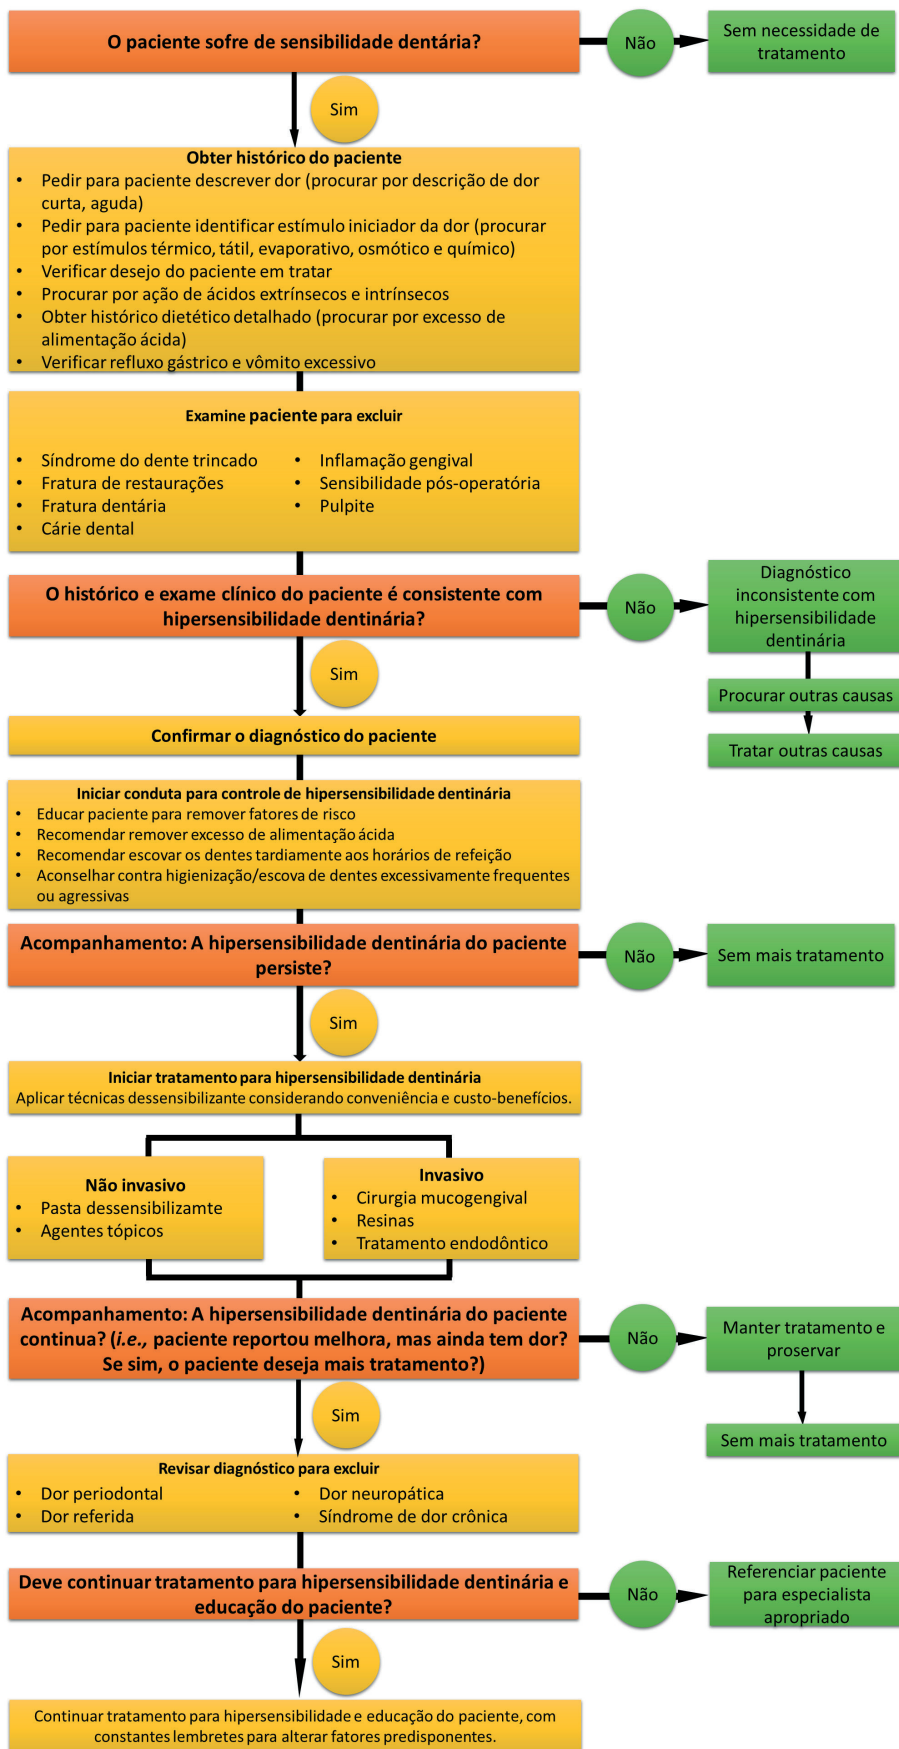 O paciente sofre de sensibilidade dentária?
Não
Sem necessidade de
tratamento
Sim
Obter histórico do paciente
• Pedir para paciente descrever dor (procurar por descrição de dor
curta, aguda)
• Pedir para paciente identificar estímulo iniciador da dor (procurar
por estímulos térmico, tátil, evaporativo, osmótico e químico)
• Verificar desejo do paciente em tratar
• Procurar por ação de ácidos extrínsecos e intrínsecos
• Obter histórico dietético detalhado (procurar por excesso de
alimentação ácida)
• Verificar refluxo gástrico e vômito excessivo
Examine paciente para excluir
• Síndrome do dente trincado
• Fratura de restaurações
• Fratura dentária
• Cárie dental
• Inflamação gengival
• Sensibilidade pós-operatória
• Pulpite
O histórico e exame clínico do paciente é consistente com
hipersensibilidade dentinária?
Não
Diagnóstico
inconsistente com
hipersensibilidade
dentinária
Procurar outras causas
Tratar outras causas
Sim
Confirmar o diagnóstico do paciente
Iniciar conduta para controle de hipersensibilidade dentinária
• Educar paciente para remover fatores de risco
• Recomendar remover excesso de alimentação ácida
• Recomendar escovar os dentes tardiamente aos horários de refeição
• Aconselhar contra higienização/escova de dentes excessivamente frequentes
ou agressivas
Acompanhamento: A hipersensibilidade dentinária do paciente
persiste?
Não
Sem mais tratamento
Sim
Iniciar tratamento para hipersensibilidade dentinária
Aplicar técnicas dessensibilizante considerando conveniência e custo-benefícios.
Não invasivo
• Pasta dessensibilizamte
• Agentes tópicos
Invasivo
• Cirurgia mucogengival
• Resinas
• Tratamento endodôntico
Acompanhamento: A hipersensibilidade dentinária do paciente
continua? (i.e., paciente reportou melhora, mas ainda tem dor?
Se sim, o paciente deseja mais tratamento?)
Não
Manter tratamento e
proservar
Sem mais tratamento
Sim
Revisar diagnóstico para excluir
• Dor periodontal
• Dor referida
• Dor neuropática
• Síndrome de dor crônica
Deve continuar tratamento para hipersensibilidade dentinária e
educação do paciente?
Não
Referenciar paciente
para especialista
apropriado
Sim
Continuar tratamento para hipersensibilidade e educação do paciente, com
constantes lembretes para alterar fatores predisponentes.